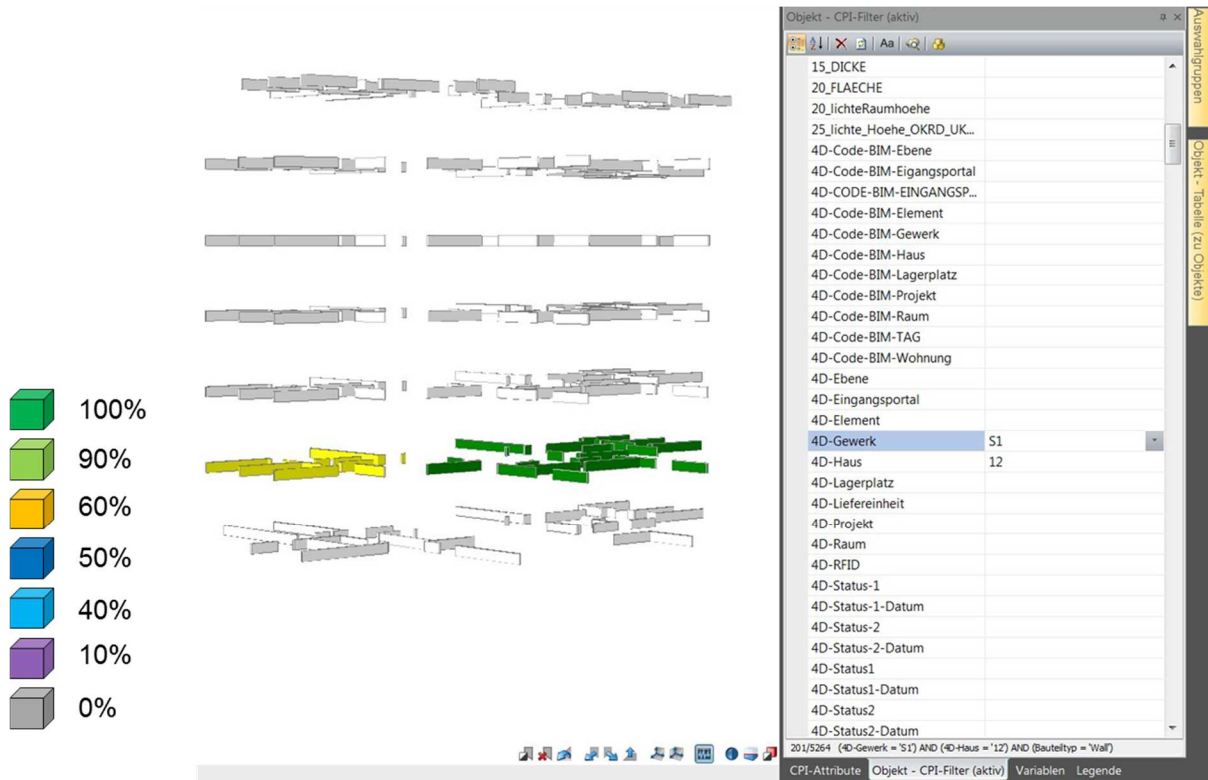 100%
90%
60%
50%
40%
10%
0%
Objekt - CPI-Filter (aktiv)
Aa
15_DICKE
20_FLAECHE
20_lichteRaumhoehe
25_lichte_Hoehe_OKRD_UK...
4D-Code-BIM-Ebene
4D-Code-BIM-Eigangsportal
4D-CODE-BIM-EINGANGSP...
4D-Code-BIM-Element
4D-Code-BIM-Gewerk
4D-Code-BIM-Haus
4D-Code-BIM-Lagerplatz
4D-Code-BIM-Projekt
4D-Code-BIM-Raum
4D-Code-BIM-TAG
4D-Code-BIM-Wohnung
4D-Ebene
4D-Eingangsportal
4D-Element
4D-Gewerk S1
4D-Haus 12
4D-Lagerplatz
4D-Liefereinheit
4D-Projekt
4D-Raum
4D-RFID
4D-Status-1
4D-Status-1-Datum
4D-Status-2
4D-Status-2-Datum
4D-Status1
4D-Status1-Datum
4D-Status2
4D-Status2-Datum
201/5264 (4D-Gewerk = 'S1') AND (4D-Haus = '12') AND (Bauteiltyp = 'Wall')
CPI-Attribute Objekt - CPI-Filter (aktiv) Variablen Legende
Auswahlgruppen
Objekt - Tabelle (zu Objekte)